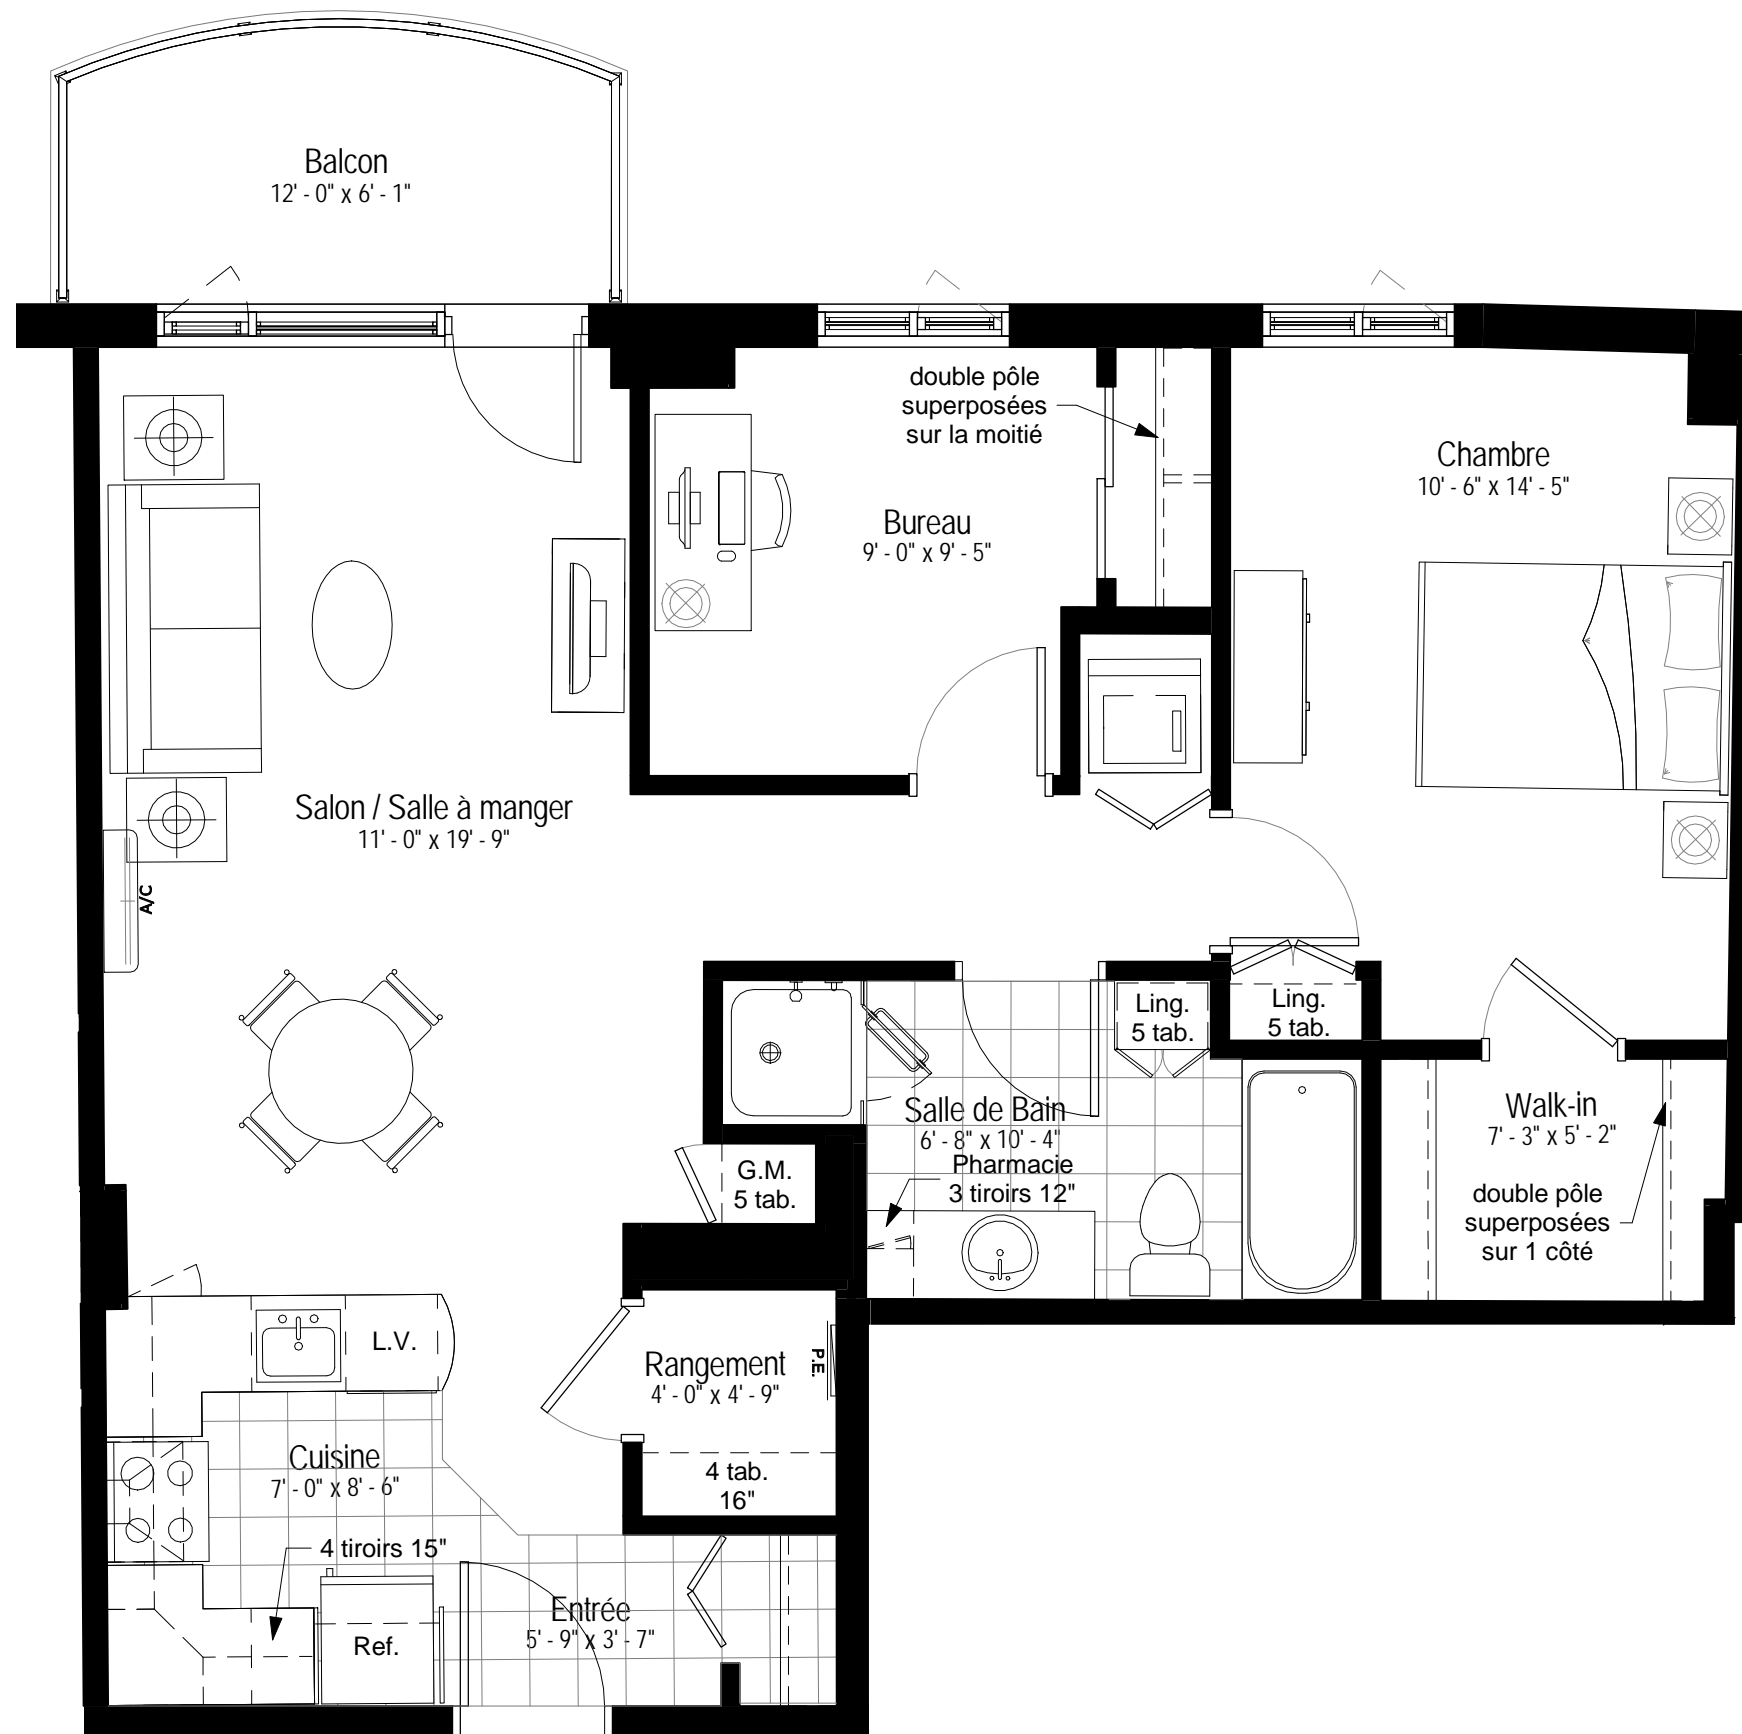 Balcon
12' - 0" x 6' - 1"
double pôle
superposées
sur la moitié
Chambre
10' - 6" x 14' - 5"
Bureau
9' - 0" x 9' - 5"
Salon / Salle à manger
11' - 0" x 19' - 9"
A/C
Ling.
5 tab.
Ling.
5 tab.
Salle de Bain
6' - 8" x 10' - 4"
Pharmacie
3 tiroirs 12"
Walk-in
7' - 3" x 5' - 2"
double pôle
superposées
sur 1 côté
G.M.
5 tab.
L.V.
Rangement
4' - 0" x 4' - 9"
P.E.
4 tab.
16"
Cuisine
7' - 0" x 8' - 6"
4 tiroirs 15"
Entrée
5' - 9" x 3' - 7"
Ref.